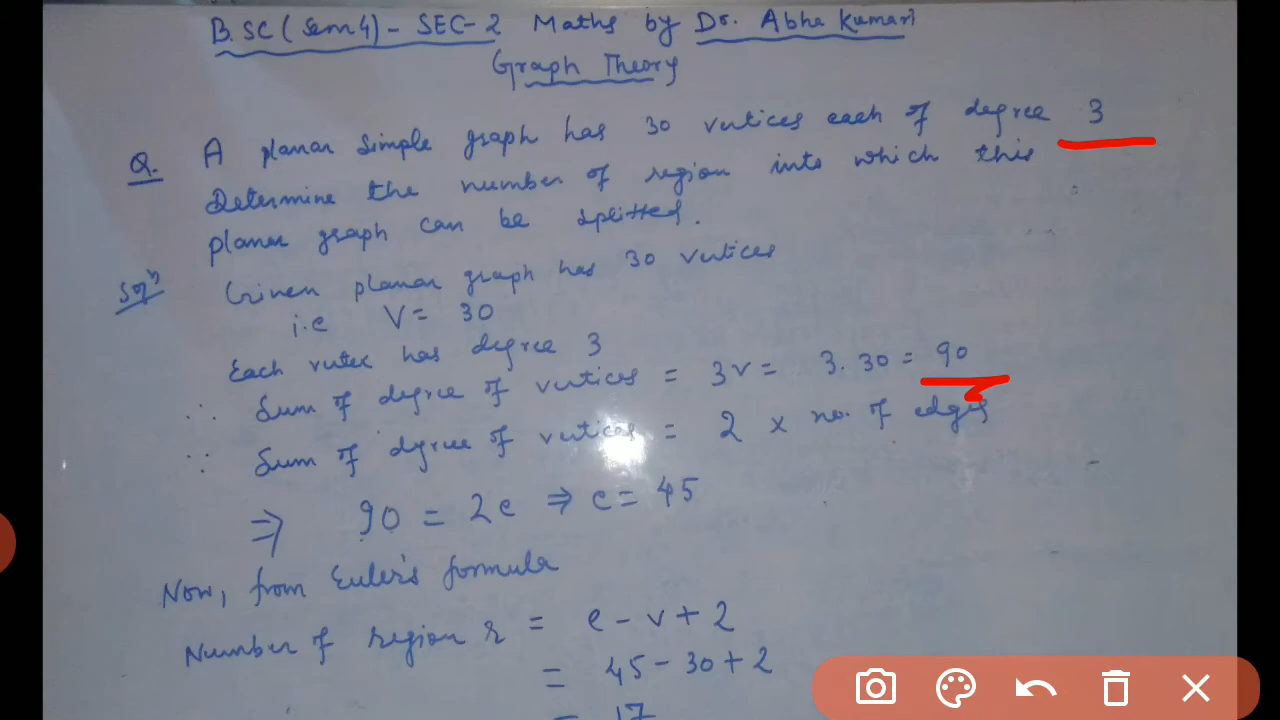 B.SC (Sem 4) - SEC-2 Maths by Dr. Abha Kumari
Graph Theory
Q. A planar simple graph has 30 vertices each of degree 3
Determine the number of region into which this
planar graph can be splitted.
Solⁿ Given planar graph has 30 vertices
i.e V = 30
Each vertex has degree 3
∴ Sum of degree of vertices = 3v = 3.30 = 90
∵ Sum of degree of vertices = 2 x no. of edges
⇒ 90 = 2e ⇒ e = 45
Now, from Euler's formula
Number of region r = e - v + 2
= 45 - 30 + 2
= 17